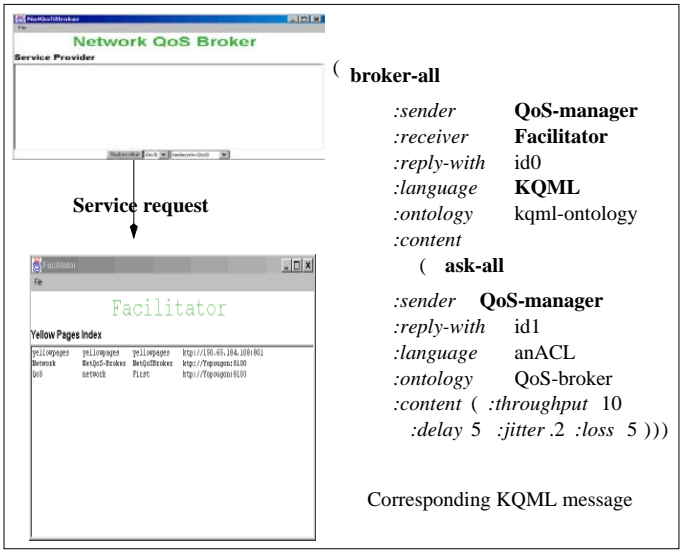 NetQoSBroker
File
Network QoS Broker
Service Provider
Subscribe QoS network-QoS
Service request
Facilitator
File
Facilitator
Yellow Pages Index
yellowpages yellowpages yellowpages ktp://150.65.184.108:801
Network NetQoS-Broker NetQoSBroker ktp://Topougon:8100
QoS network First ktp://Topougon:8100
( broker-all
:sender QoS-manager
:receiver Facilitator
:reply-with id0
:language KQML
:ontology kqml-ontology
:content
( ask-all
:sender QoS-manager
:reply-with id1
:language anACL
:ontology QoS-broker
:content ( :throughput 10
:delay 5 :jitter .2 :loss 5 )))
Corresponding KQML message